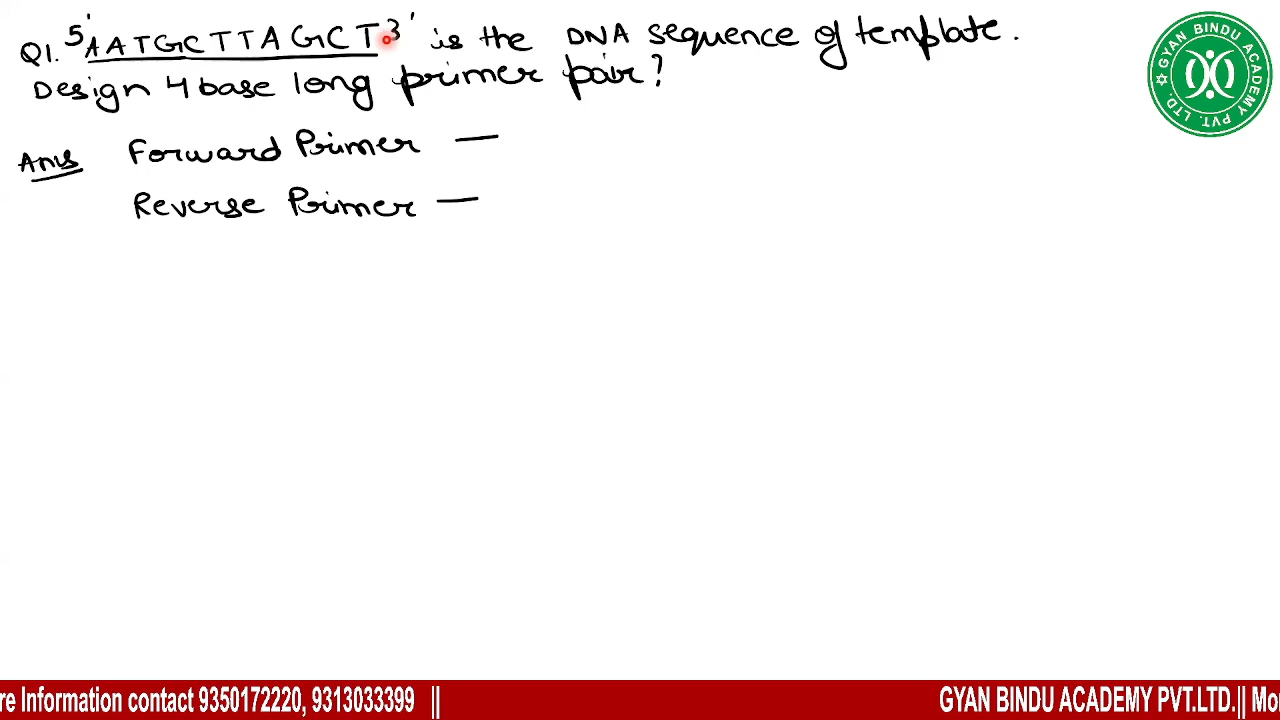 Q1. 5' AATGCTTAGCT 3' is the DNA sequence of template.
Design 4 base long primer pair?
Ans Forward Primer —
Reverse Primer —
GYAN BINDU ACADEMY PVT. LTD.
re Information contact 9350172220, 9313033399 || GYAN BINDU ACADEMY PVT.LTD.|| Mo